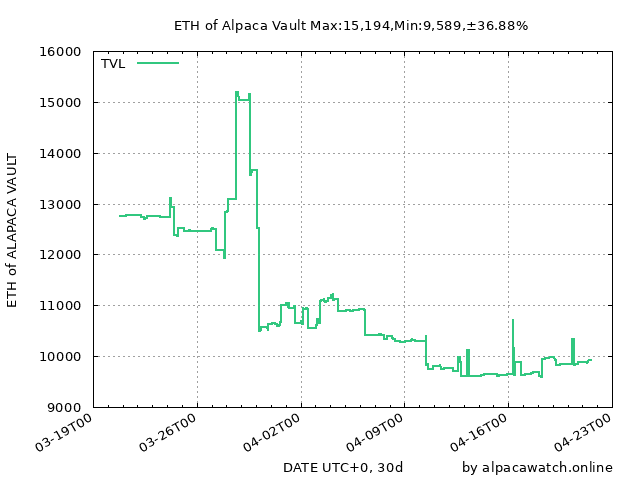 ETH of Alpaca Vault Max:15,194,Min:9,589,±36.88%
16000
TVL
15000
14000
13000
12000
11000
10000
9000
ETH of ALAPACA VAULT
03-19T00
03-26T00
04-02T00
04-09T00
04-16T00
04-23T00
DATE UTC+0, 30d
by alpacawatch.online